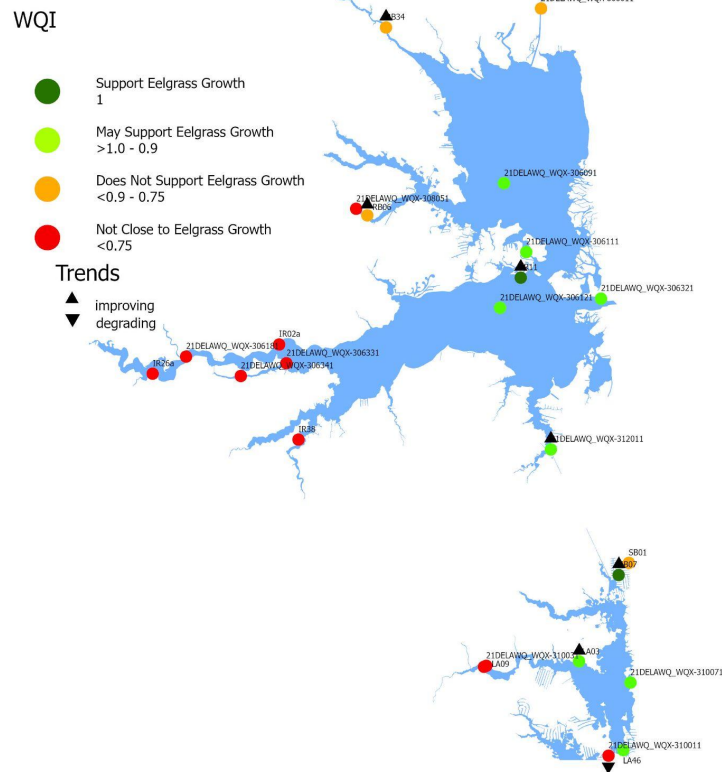 WQI
Support Eelgrass Growth
1
May Support Eelgrass Growth
>1.0 - 0.9
Does Not Support Eelgrass Growth
<0.9 - 0.75
Not Close to Eelgrass Growth
<0.75
Trends
improving
degrading
21DELAWQ_WQX-306091
21DELAWQ_WQX-308051
RB06
21DELAWQ_WQX-306111
21DELAWQ_WQX-306321
21DELAWQ_WQX-306121
IR02a
21DELAWQ_WQX-306181
21DELAWQ_WQX-306331
21DELAWQ_WQX-306341
IR26a
IR38
21DELAWQ_WQX-312011
SB01
21DELAWQ_WQX-310031
LA03
LA09
21DELAWQ_WQX-310071
21DELAWQ_WQX-310011
LA46